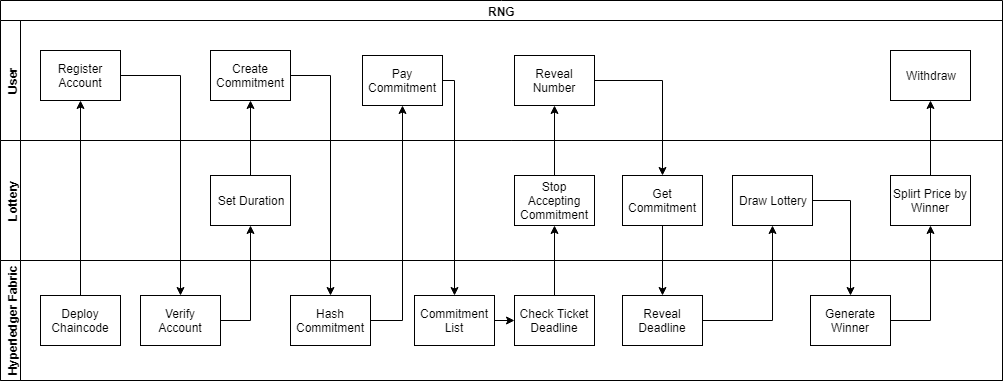 RNG
User
Register
Account
Create
Commitment
Pay
Commitment
Reveal
Number
Withdraw
Lottery
Set Duration
Stop
Accepting
Commitment
Get
Commitment
Draw Lottery
Splirt Price by
Winner
Hyperledger Fabric
Deploy
Chaincode
Verify
Account
Hash
Commitment
Commitment
List
Check Ticket
Deadline
Reveal
Deadline
Generate
Winner